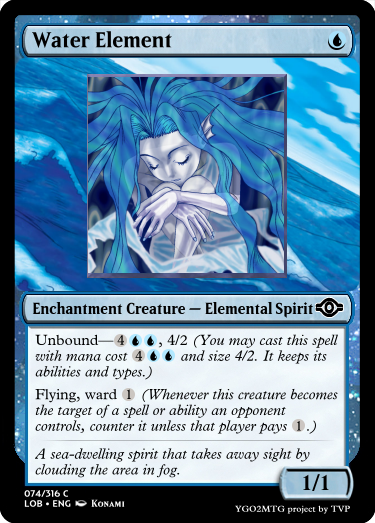 Water Element
Enchantment Creature — Elemental Spirit
Unbound—4UU, 4/2 (You may cast this spell
with mana cost 4UU and size 4/2. It keeps its
abilities and types.)
Flying, ward 1 (Whenever this creature becomes
the target of a spell or ability an opponent
controls, counter it unless that player pays 1.)
A sea-dwelling spirit that takes away sight by
clouding the area in fog.
1/1
074/316 C
LOB • ENG Konami
YGO2MTG project by TVP